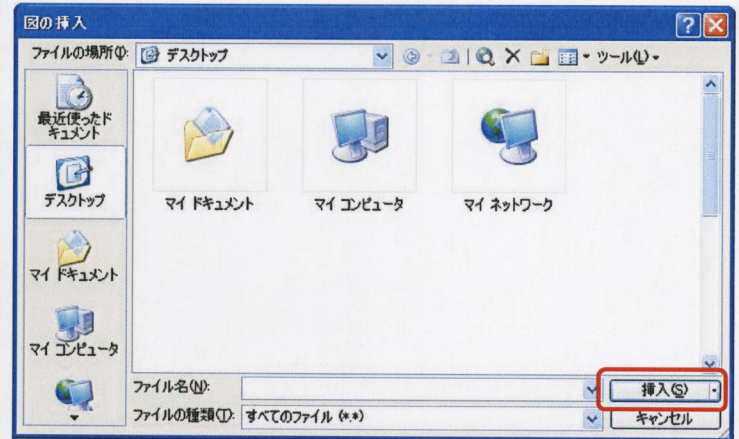 図の挿入
ファイルの場所(I):
デスクトップ
ツール(L)
最近使ったド
キュメント
デスクトップ
マイ ドキュメント
マイ コンピュータ
マイ ドキュメント
マイ コンピュータ
マイ ネットワーク
ファイル名(N):
挿入(S)
ファイルの種類(T):
すべてのファイル (*.*)
キャンセル